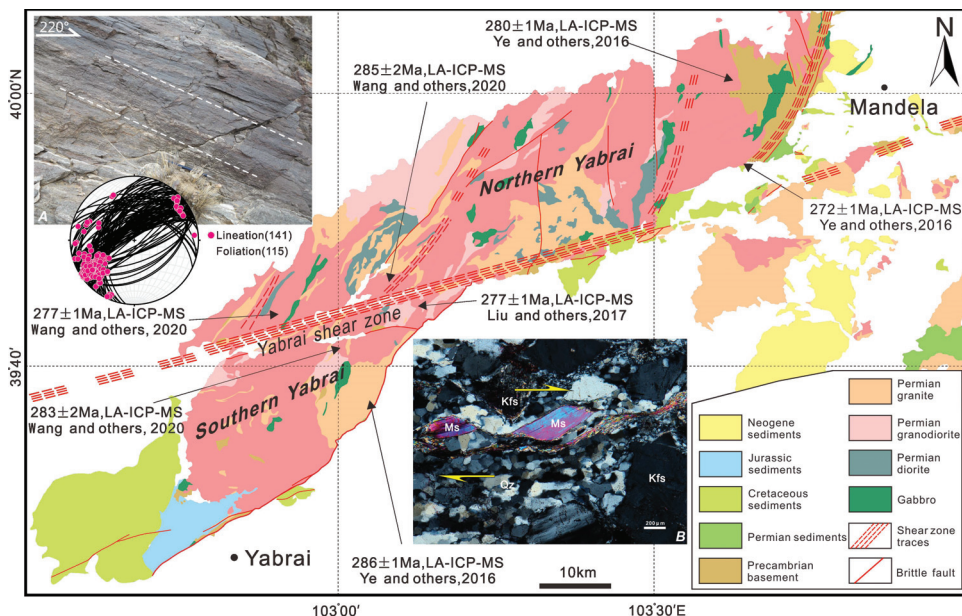 220°
A
Lineation(141)
Foliation(115)
280±1Ma,LA-ICP-MS
Ye and others,2016
285±2Ma,LA-ICP-MS
Wang and others,2020
N
40°00′N
Mandela
Northern Yabrai
272±1Ma,LA-ICP-MS
Ye and others,2016
277±1Ma,LA-ICP-MS
Wang and others,2020
277±1Ma,LA-ICP-MS
Liu and others,2017
Yabrai shear zone
39°40′
Southern Yabrai
283±2Ma,LA-ICP-MS
Wang and others,2020
Kfs
Ms
Ms
Qz
Kfs
200μm
B
Yabrai
286±1Ma,LA-ICP-MS
Ye and others,2016
10km
103°00′
103°30′E
Neogene
sediments
Jurassic
sediments
Cretaceous
sediments
Permian sediments
Precambrian
basement
Permian
granite
Permian
granodiorite
Permian
diorite
Gabbro
Shear zone
traces
Brittle fault